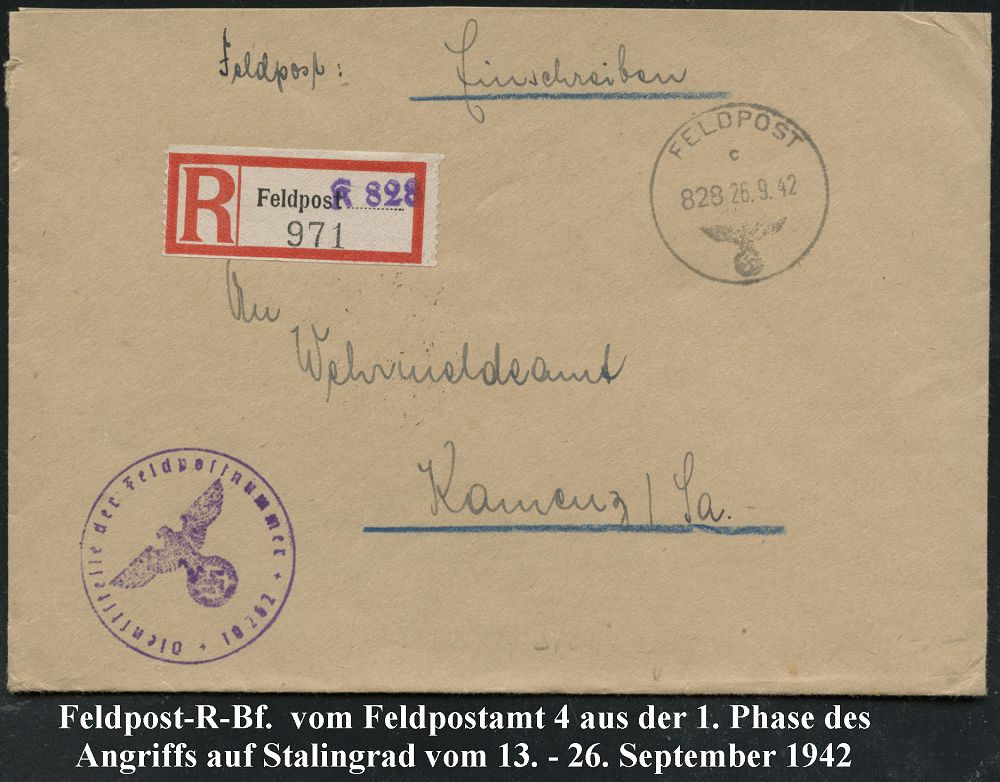 Feldpost: Einschreiben
FELDPOST
c
828 26.9.42
R Feldpost K 828
971
An
Wehrmeldeamt
Kamenz / Sa.
Dienststelle der Feldpostnummer +
Feldpost-R-Bf. vom Feldpostamt 4 aus der 1. Phase des
Angriffs auf Stalingrad vom 13. - 26. September 1942